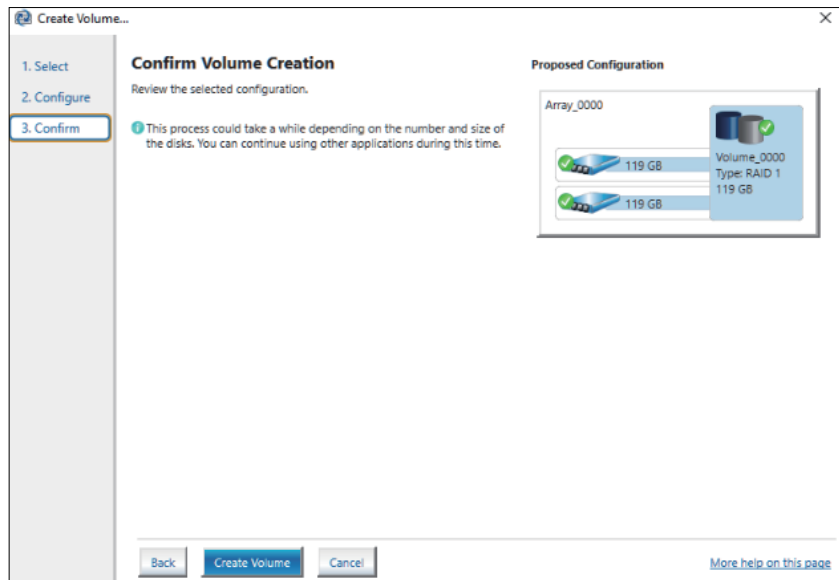 Create Volume...
1. Select
2. Configure
3. Confirm
Confirm Volume Creation
Review the selected configuration.
This process could take a while depending on the number and size of
the disks. You can continue using other applications during this time.
Proposed Configuration
Array_0000
119 GB
119 GB
Volume_0000
Type: RAID 1
119 GB
Back
Create Volume
Cancel
More help on this page